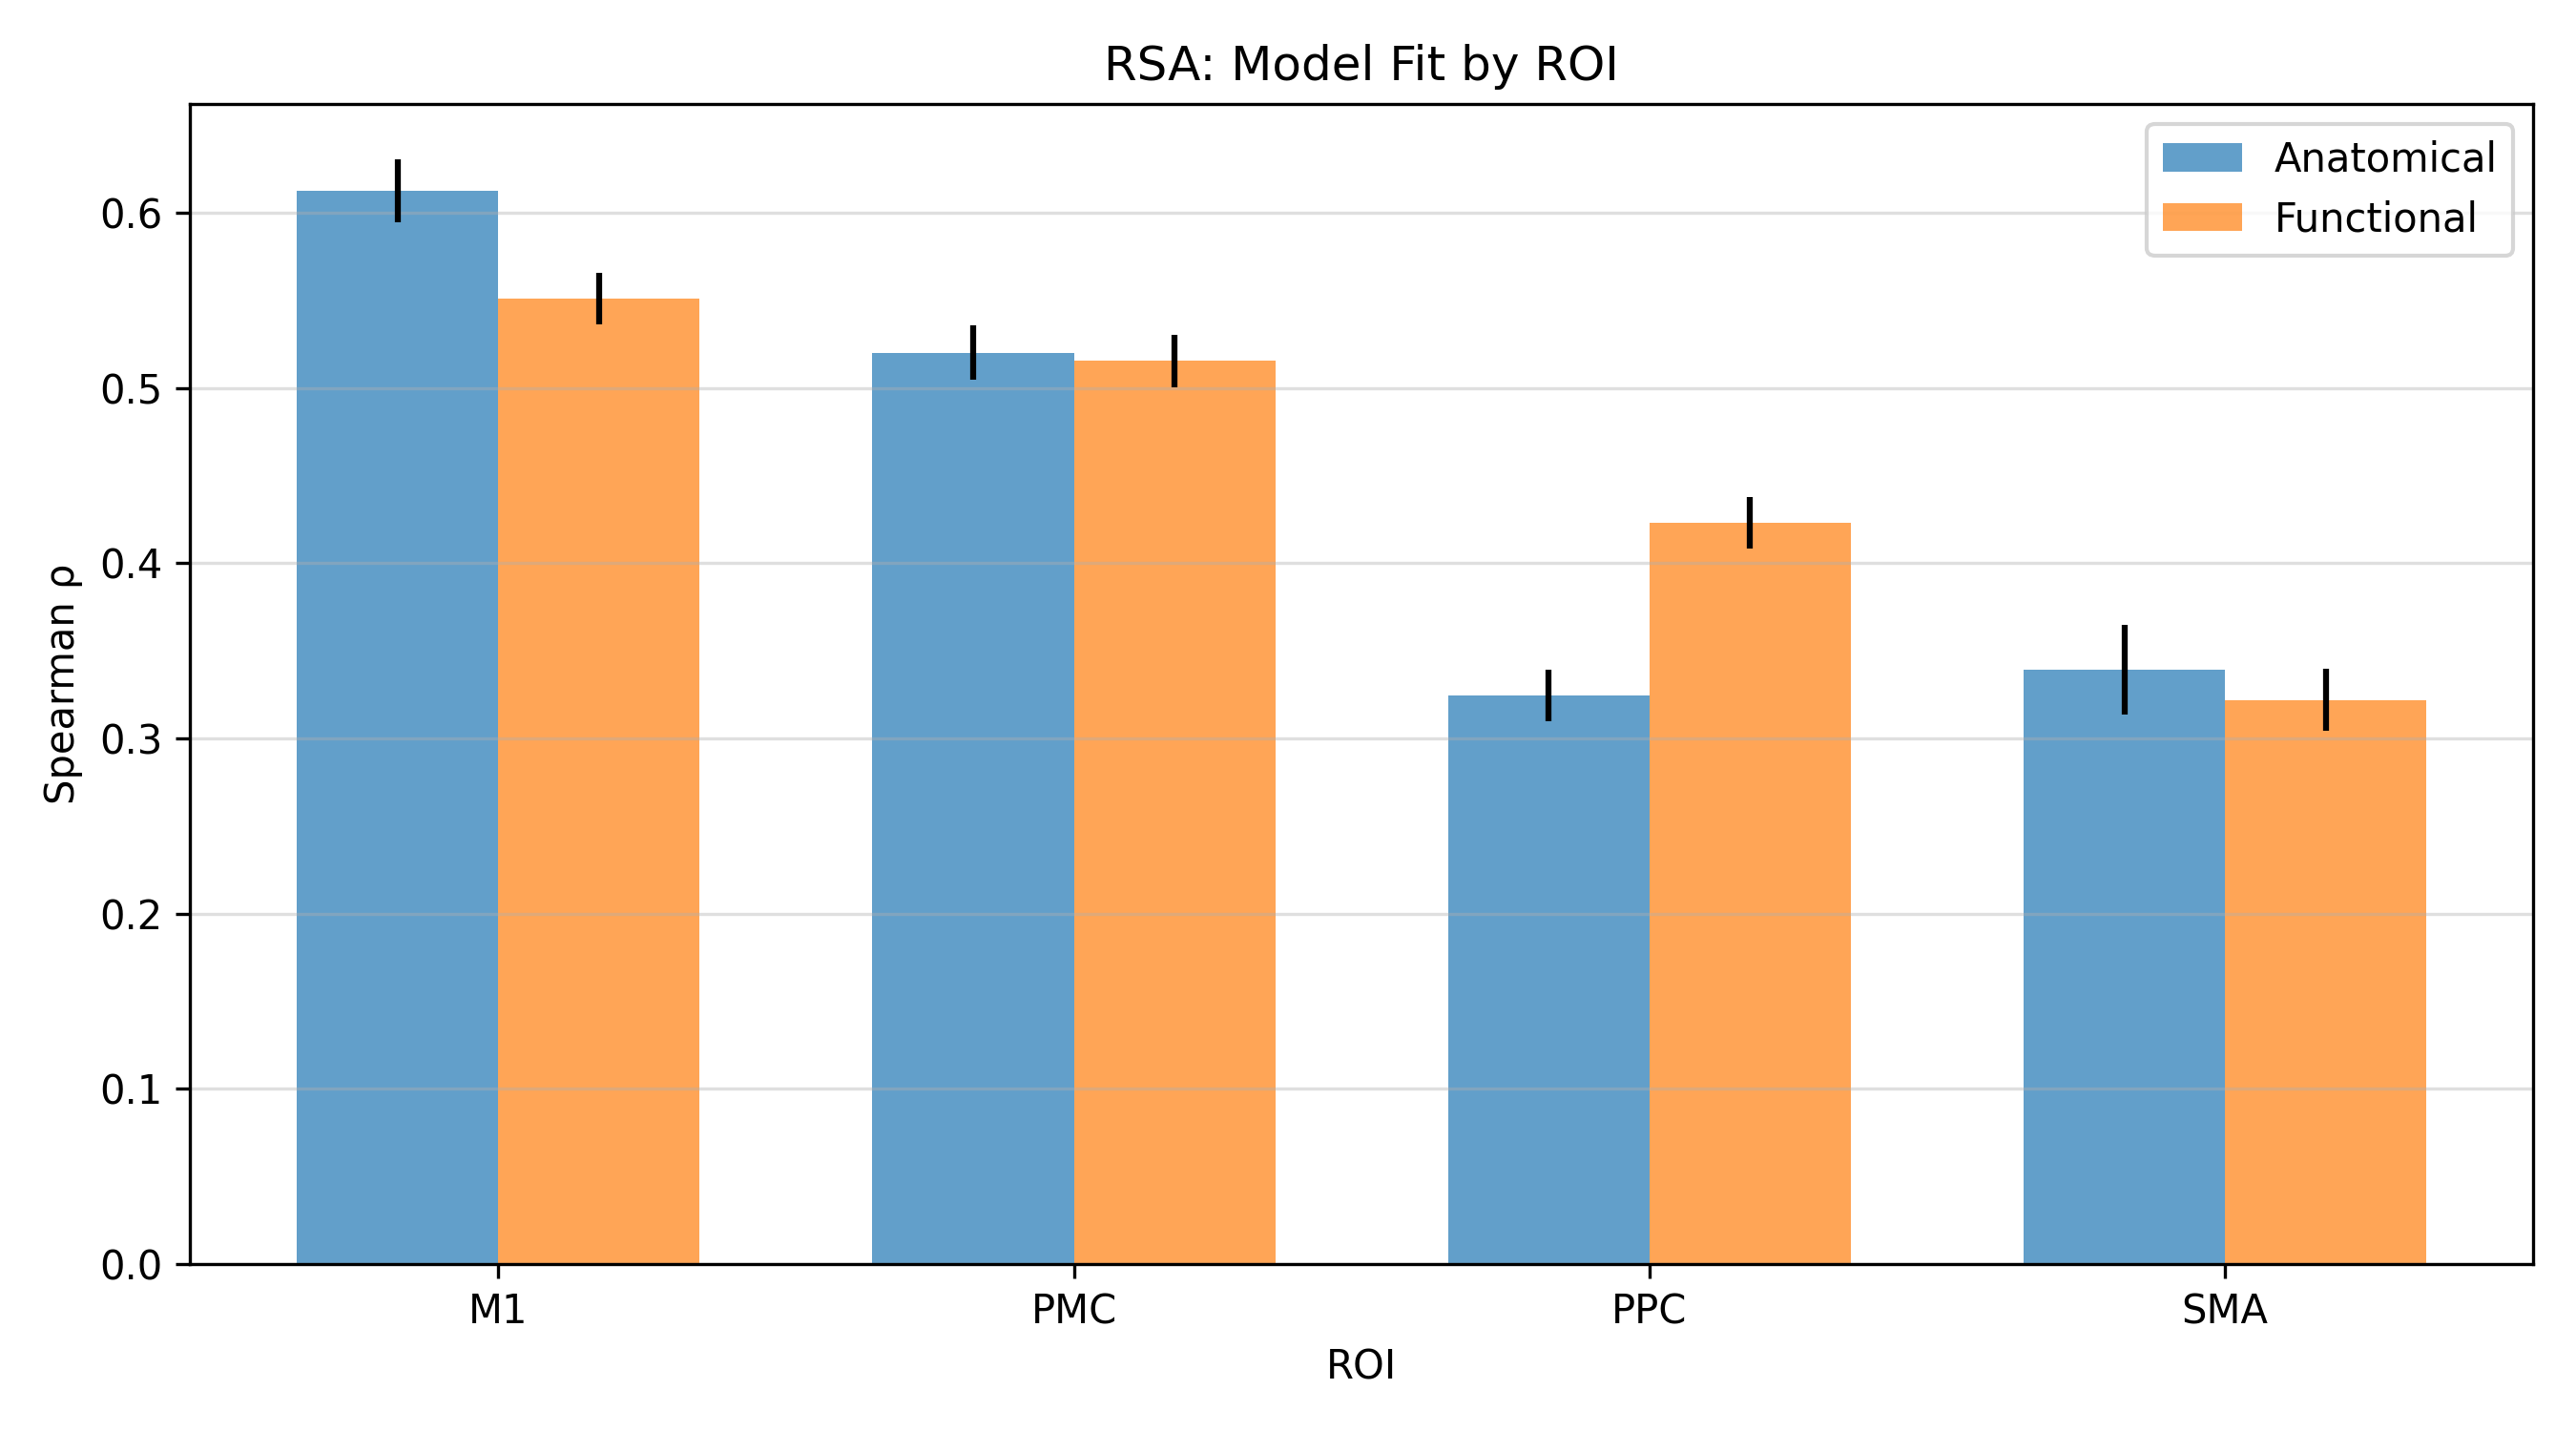 RSA: Model Fit by ROI
Anatomical
Functional
Spearman ρ
0.6
0.5
0.4
0.3
0.2
0.1
0.0
M1
PMC
PPC
SMA
ROI